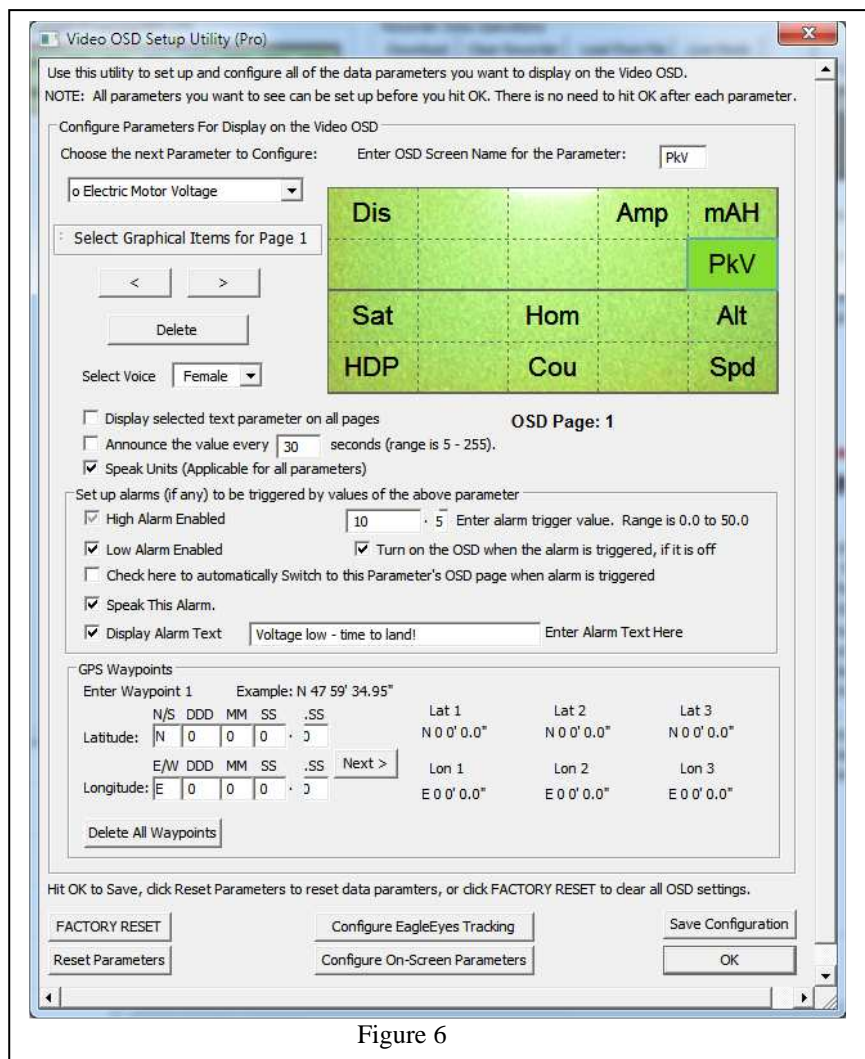 Video OSD Setup Utility (Pro)
Use this utility to set up and configure all of the data parameters you want to display on the Video OSD.
NOTE: All parameters you want to see can be set up before you hit OK. There is no need to hit OK after each parameter.
Configure Parameters For Display on the Video OSD
Choose the next Parameter to Configure:
Enter OSD Screen Name for the Parameter:
PkV
o Electric Motor Voltage
Select Graphical Items for Page 1
< >
Delete
Select Voice Female
Dis Amp mAH
PkV
Sat Hom Alt
HDP Cou Spd
Display selected text parameter on all pages
OSD Page: 1
Announce the value every 30 seconds (range is 5 - 255).
Speak Units (Applicable for all parameters)
Set up alarms (if any) to be triggered by values of the above parameter
High Alarm Enabled
10 . 5 Enter alarm trigger value. Range is 0.0 to 50.0
Low Alarm Enabled
Turn on the OSD when the alarm is triggered, if it is off
Check here to automatically Switch to this Parameter's OSD page when alarm is triggered
Speak This Alarm.
Display Alarm Text Voltage low - time to land! Enter Alarm Text Here
GPS Waypoints
Enter Waypoint 1 Example: N 47 59' 34.95"
N/S DDD MM SS .SS
Latitude: N 0 0 0 . 0
E/W DDD MM SS .SS
Longitude: E 0 0 0 . 0
Next >
Lat 1 Lat 2 Lat 3
N 0 0' 0.0" N 0 0' 0.0" N 0 0' 0.0"
Lon 1 Lon 2 Lon 3
E 0 0' 0.0" E 0 0' 0.0" E 0 0' 0.0"
Delete All Waypoints
Hit OK to Save, click Reset Parameters to reset data paramters, or click FACTORY RESET to clear all OSD settings.
FACTORY RESET Configure EagleEyes Tracking Save Configuration
Reset Parameters Configure On-Screen Parameters OK
Figure 6